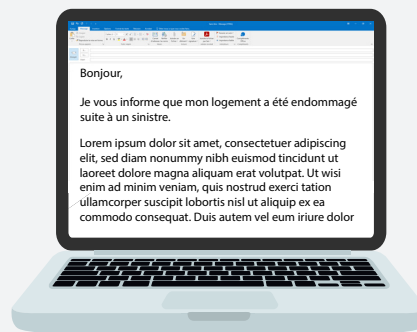 Bonjour,
Je vous informe que mon logement a été endommagé
suite à un sinistre.
Lorem ipsum dolor sit amet, consectetuer adipiscing
elit, sed diam nonummy nibh euismod tincidunt ut
laoreet dolore magna aliquam erat volutpat. Ut wisi
enim ad minim veniam, quis nostrud exerci tation
ullamcorper suscipit lobortis nisl ut aliquip ex ea
commodo consequat. Duis autem vel eum iriure dolor